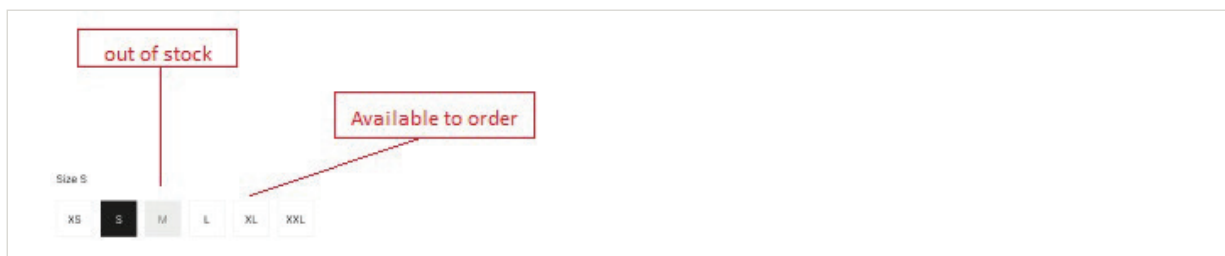 out of stock
Available to order
Size S
XS S M L XL XXL